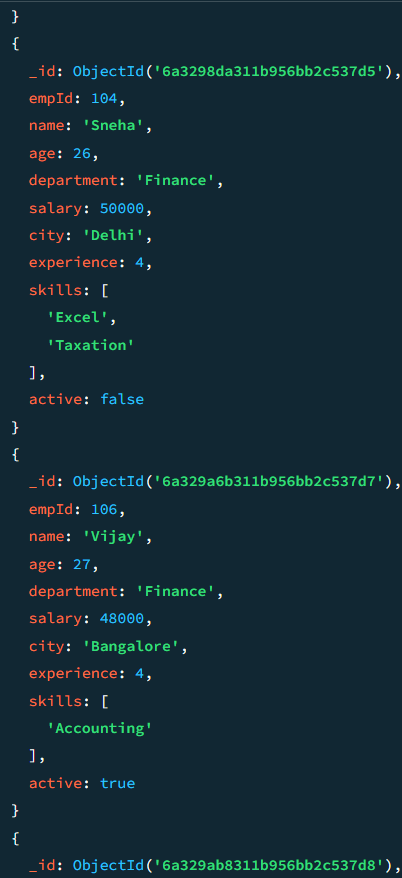 }
{
  _id: ObjectId('6a3298da311b956bb2c537d5'),
  empId: 104,
  name: 'Sneha',
  age: 26,
  department: 'Finance',
  salary: 50000,
  city: 'Delhi',
  experience: 4,
  skills: [
    'Excel',
    'Taxation'
  ],
  active: false
}
{
  _id: ObjectId('6a329a6b311b956bb2c537d7'),
  empId: 106,
  name: 'Vijay',
  age: 27,
  department: 'Finance',
  salary: 48000,
  city: 'Bangalore',
  experience: 4,
  skills: [
    'Accounting'
  ],
  active: true
}
{
  _id: ObjectId('6a329ab8311b956bb2c537d8'),